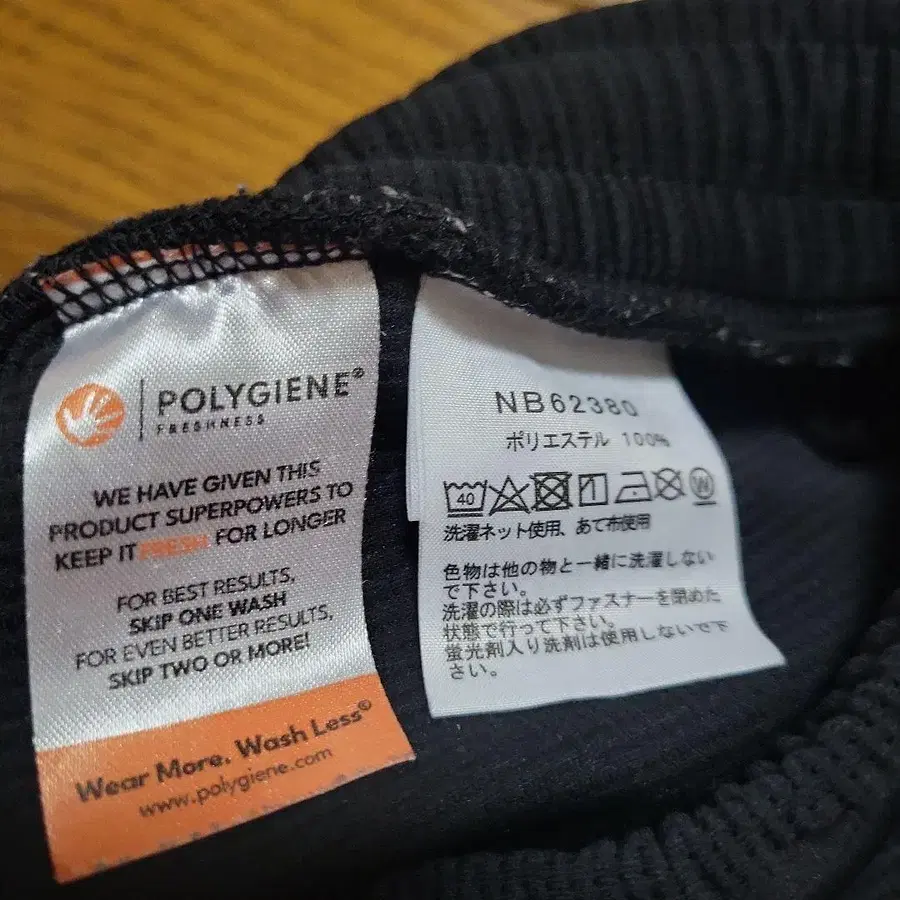 POLYGIENE®
FRESHNESS
WE HAVE GIVEN THIS
PRODUCT SUPERPOWERS TO
KEEP IT FRESH FOR LONGER
FOR BEST RESULTS,
SKIP ONE WASH
FOR EVEN BETTER RESULTS,
SKIP TWO OR MORE!
Wear More. Wash Less®
www.polygiene.com
NB62380
ポリエステル 100%
40
W
洗濯ネット使用、あて布使用
色物は他の物と一緒に洗濯しない
で下さい。
洗濯の際は必ずファスナーを閉めた
状態で行って下さい。
蛍光剤入り洗剤は使用しないで下
さい。